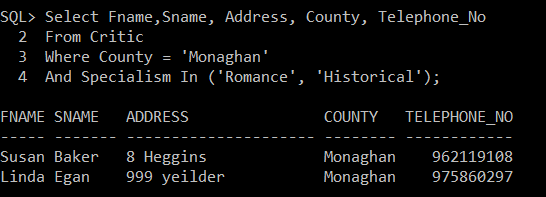 SQL> Select Fname,Sname, Address, County, Telephone_No
2 From Critic
3 Where County = 'Monaghan'
4 And Specialism In ('Romance', 'Historical');
FNAME SNAME ADDRESS COUNTY TELEPHONE_NO
----- ------- --------------------- -------- ------------
Susan Baker 8 Heggins Monaghan 962119108
Linda Egan 999 yeilder Monaghan 975860297